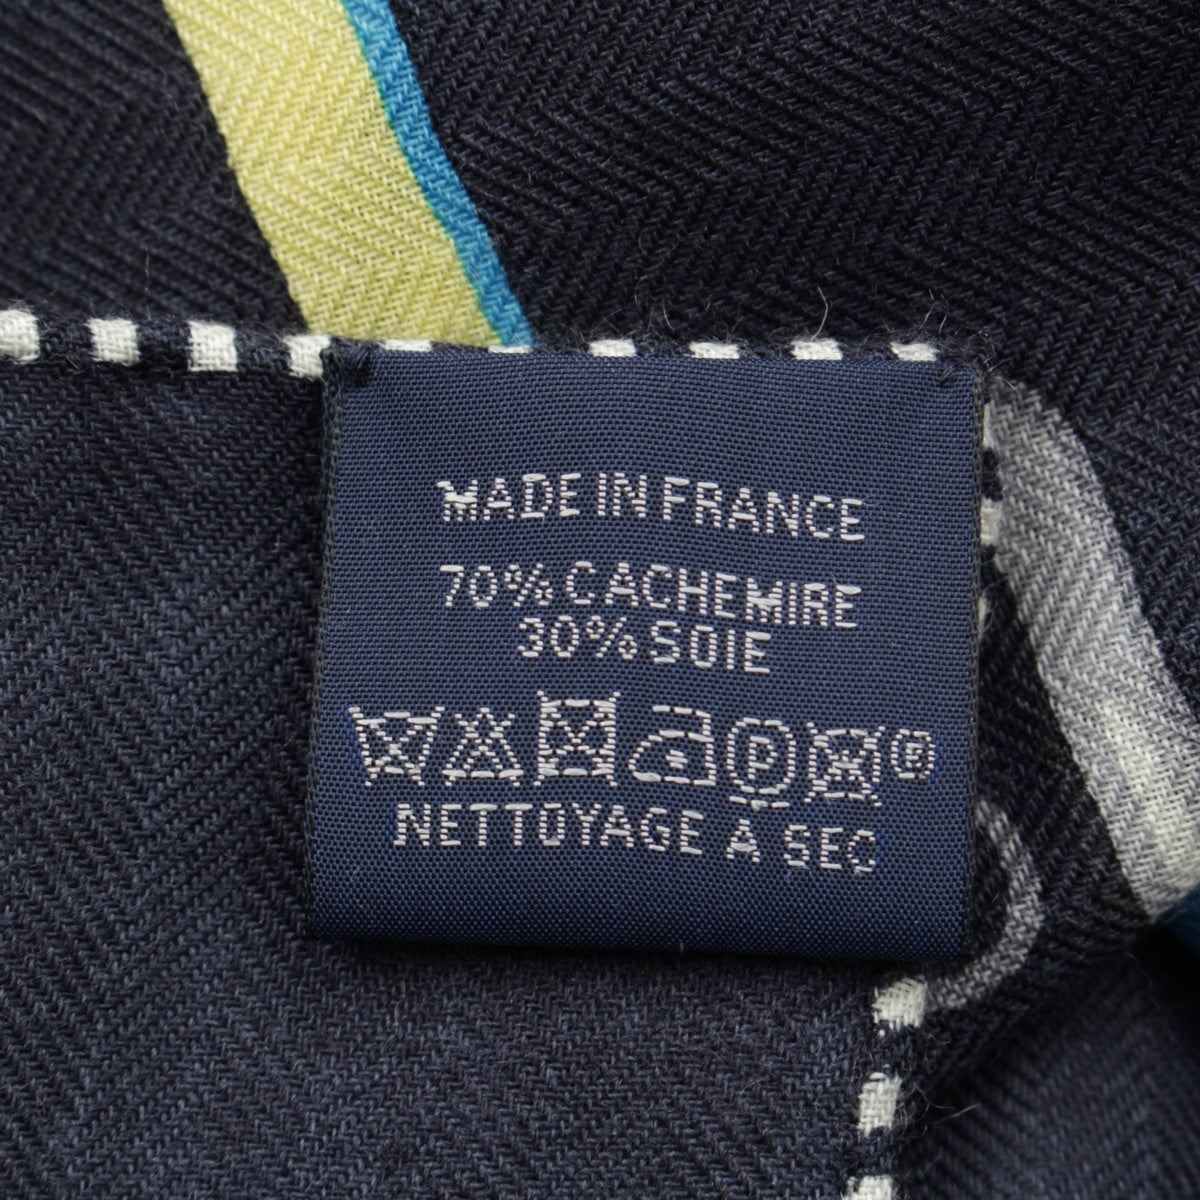 MADE IN FRANCE
70% CACHEMIRE
30% SOIE
a P ®
NETTOYAGE A SEC